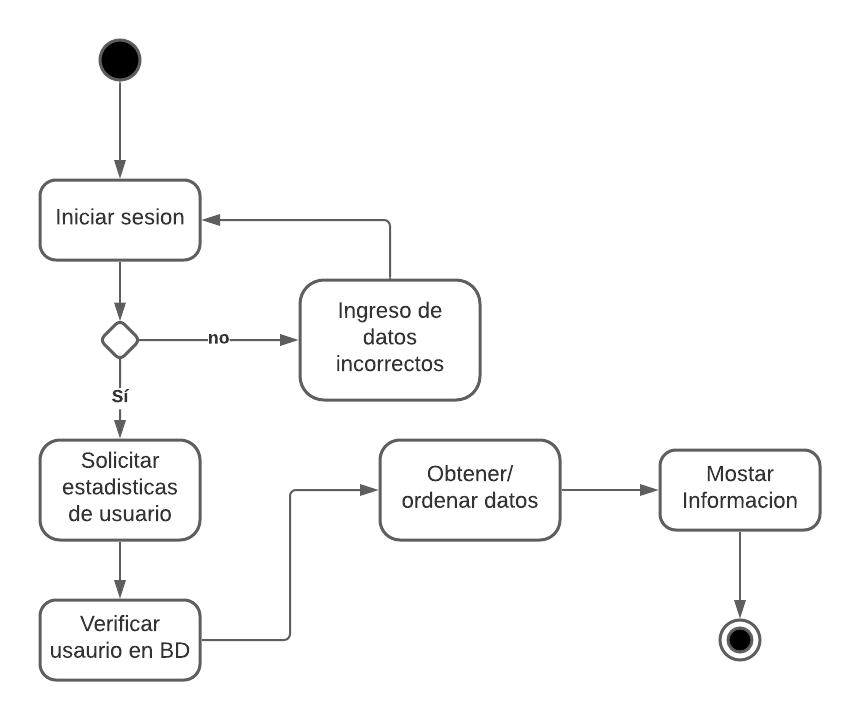 Iniciar sesion
no
Ingreso de
datos
incorrectos
Sí
Solicitar
estadisticas
de usuario
Verificar
usaurio en BD
Obtener/
ordenar datos
Mostar
Informacion